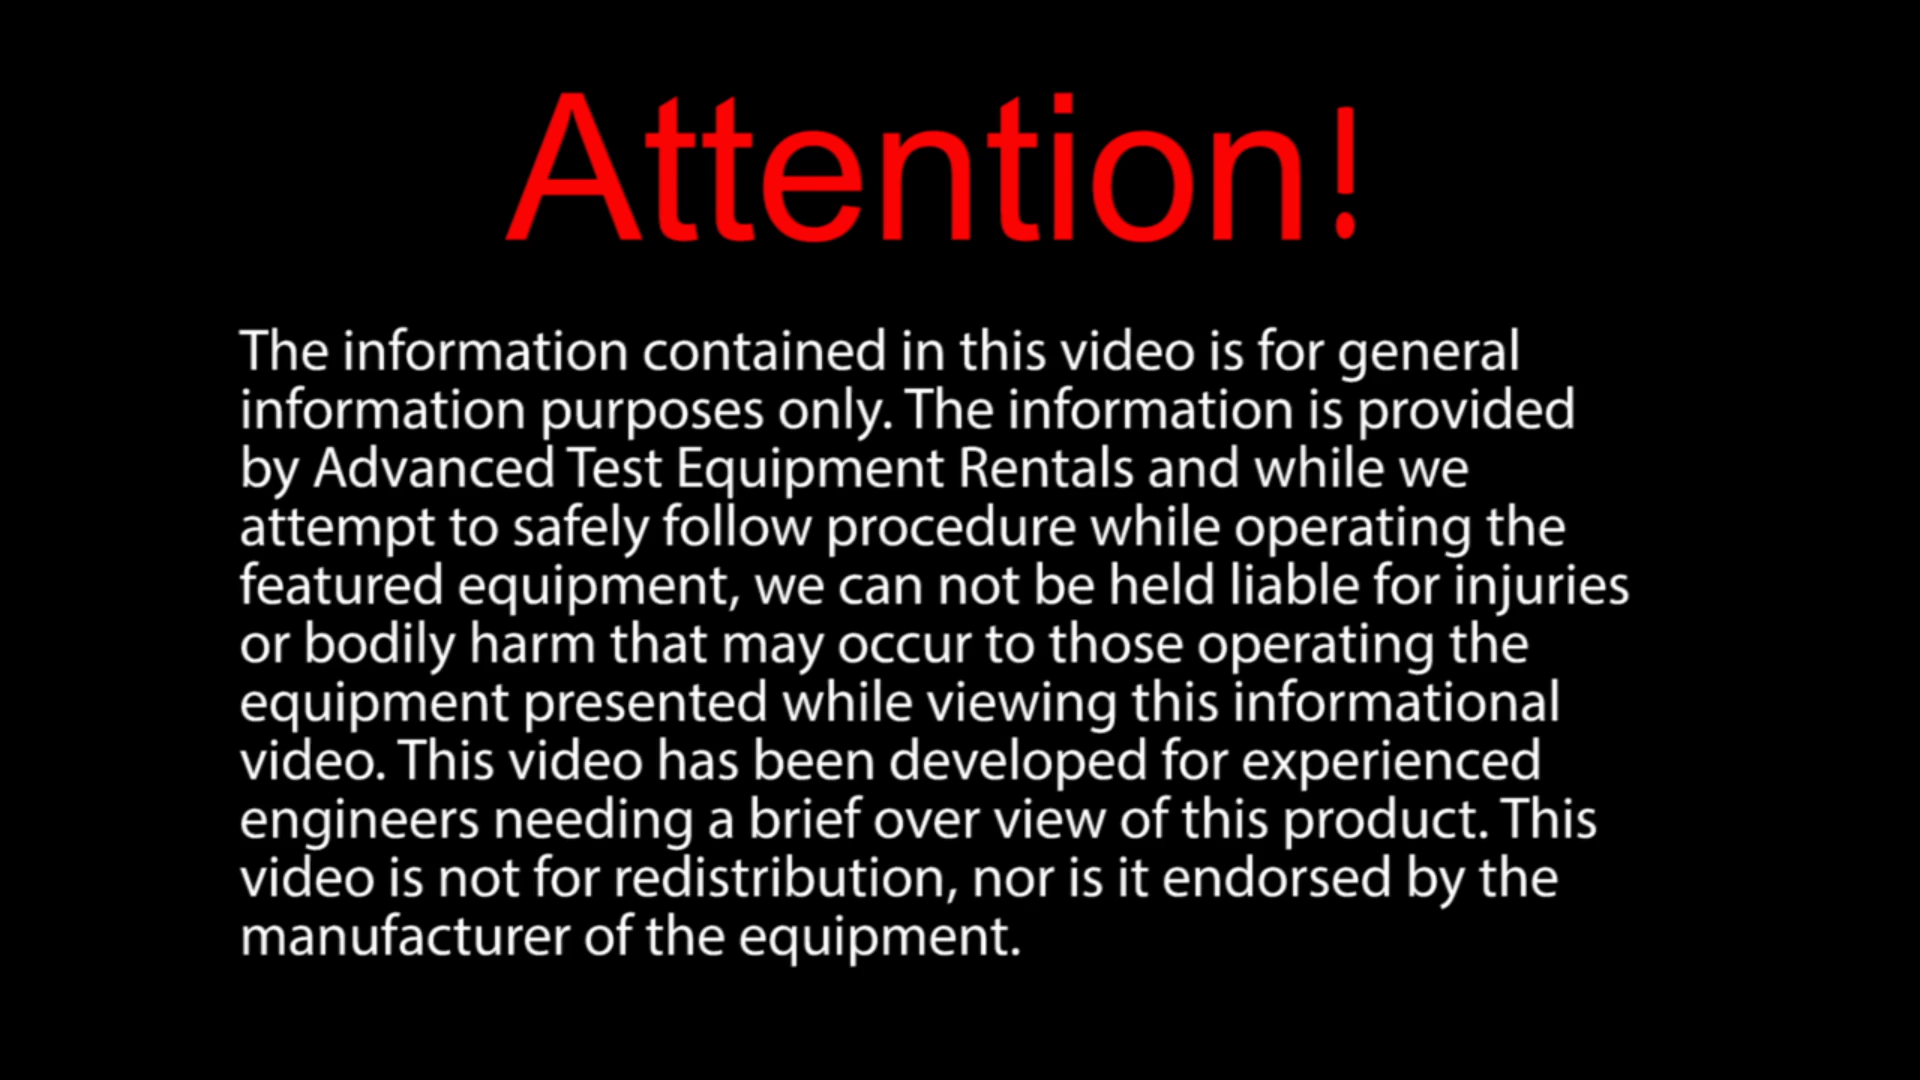 Attention!
The information contained in this video is for general
information purposes only. The information is provided
by Advanced Test Equipment Rentals and while we
attempt to safely follow procedure while operating the
featured equipment, we can not be held liable for injuries
or bodily harm that may occur to those operating the
equipment presented while viewing this informational
video. This video has been developed for experienced
engineers needing a brief over view of this product. This
video is not for redistribution, nor is it endorsed by the
manufacturer of the equipment.